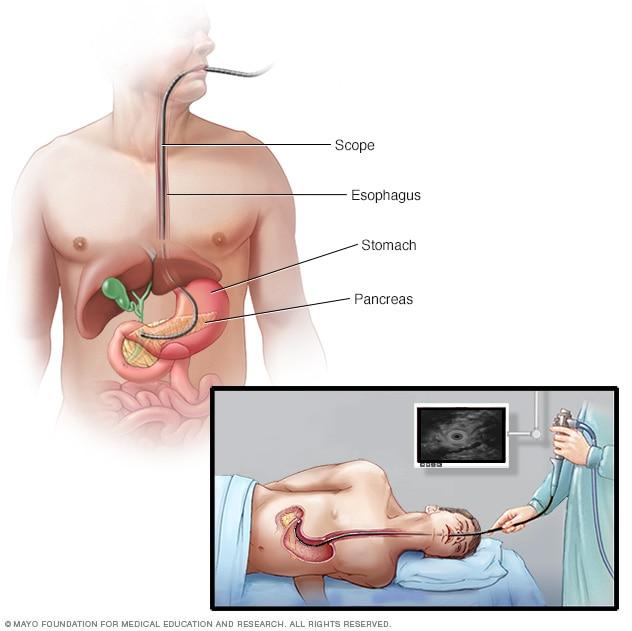 Scope
Esophagus
Stomach
Pancreas
© MAYO FOUNDATION FOR MEDICAL EDUCATION AND RESEARCH. ALL RIGHTS RESERVED.